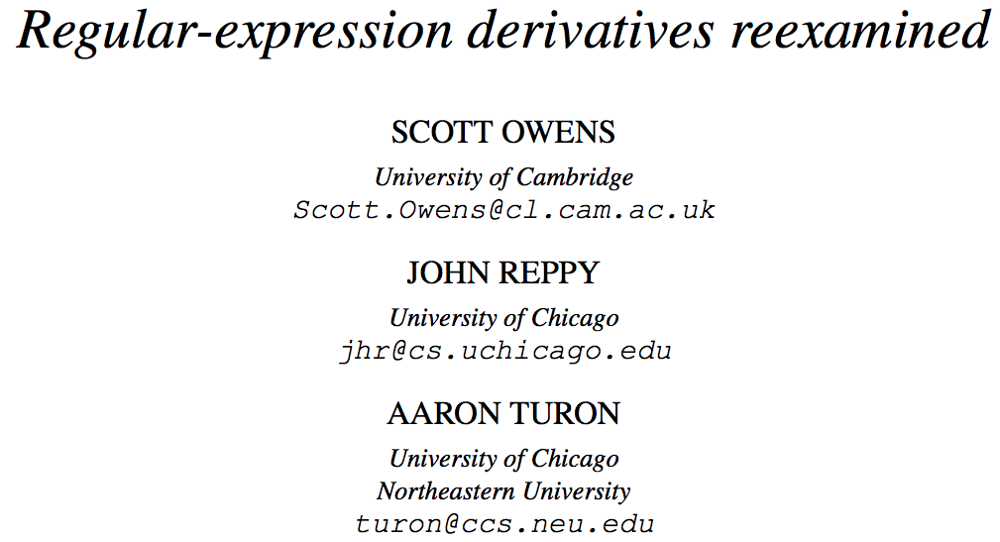 Regular-expression derivatives reexamined
SCOTT OWENS
University of Cambridge
Scott.Owens@cl.cam.ac.uk
JOHN REPPY
University of Chicago
jhr@cs.uchicago.edu
AARON TURON
University of Chicago
Northeastern University
turon@ccs.neu.edu